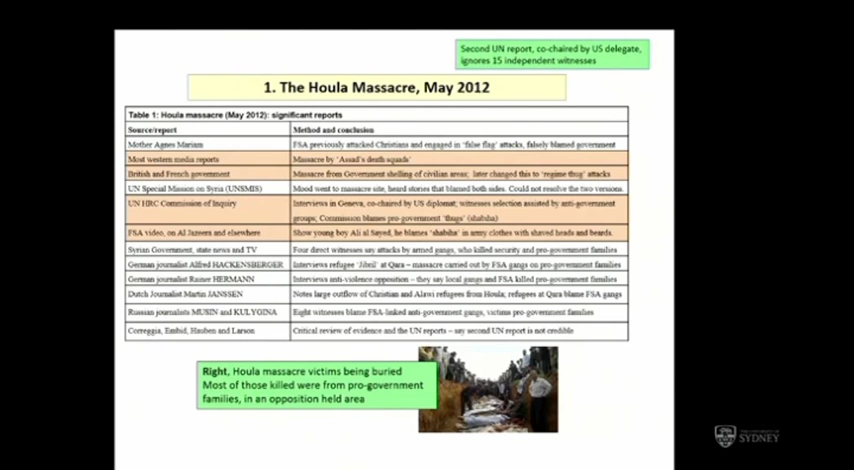 Second UN report, co-chaired by US delegate,
ignores 15 independent witnesses
1. The Houla Massacre, May 2012
Table 1: Houla massacre (May 2012): significant reports
Source/report Method and conclusion
Mother Agnes Mariam FSA previously attacked Christians and engaged in 'false flag' attacks, falsely blamed government
Most western media reports Massacre by 'Assad's death squads'
British and French government Massacre from Government shelling of civilian areas; later changed this to 'regime thug' attacks
UN Special Mission on Syria (UNSMIS) Mood went to massacre site, heard stories that blamed both sides. Could not resolve the two versions.
UN HRC Commission of Inquiry Interviews in Geneva, co-chaired by US diplomat; witnesses selection assisted by anti-government
groups; Commission blames pro-government 'thugs' (shabiha)
FSA video, on Al Jazeera and elsewhere Show young boy Ali al Sayed, he blames 'shabiha' in army clothes with shaved heads and beards.
Syrian Government, state news and TV Four direct witnesses say attacks by armed gangs, who killed security and pro-government families
German journalist Alfred HACKENSBERGER Interviews refugee 'Jibril' at Qara – massacre carried out by FSA gangs on pro-government families
German journalist Rainer HERMANN Interviews anti-violence opposition – they say local gangs and FSA killed pro-government families
Dutch Journalist Martin JANSSEN Notes large outflow of Christian and Alawi refugees from Houla; refugees at Qara blame FSA gangs
Russian journalists MUSIN and KULYGINA Eight witnesses blame FSA-linked anti-government gangs, victims pro-government families
Correggia, Embid, Hauben and Larson Critical review of evidence and the UN reports – say second UN report is not credible
Right, Houla massacre victims being buried
Most of those killed were from pro-government
families, in an opposition held area
THE UNIVERSITY OF
SYDNEY